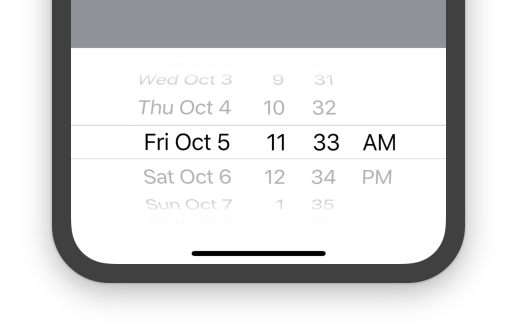 Wed Oct 3 9 31
Thu Oct 4 10 32
Fri Oct 5 11 33 AM
Sat Oct 6 12 34 PM
Sun Oct 7 1 35